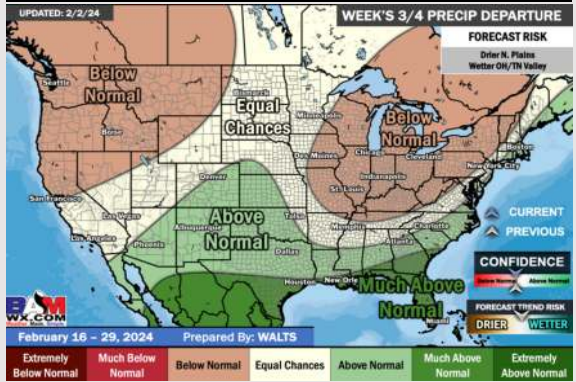 UPDATED: 2/2/24
WEEK'S 3/4 PRECIP DEPARTURE
FORECAST RISK
Drier N. Plains
Wetter OH/TN Valley
Seattle
Below
Normal
Boise
Bismarck
Equal
Chances
Minneapolis
Below
Normal
Boston
Des Moines
Chicago
Cleveland
New York City
Denver
Indianapolis
St. Louis
San Francisco
Las Vegas
Above
Normal
Albuquerque
Tulsa
Memphis
Charlotte
Los Angeles
Phoenix
Atlanta
Dallas
CURRENT
PREVIOUS
Houston
New Orle
Much Above
Normal
Miami
CONFIDENCE
Below Normal
Above Normal
FORECAST TREND RISK
DRIER
WETTER
BAM
WX.COM
February 16 – 29, 2024
Prepared By: WALTS
Extremely
Below Normal
Much Below
Normal
Below Normal
Equal Chances
Above Normal
Much Above
Normal
Extremely
Above Normal